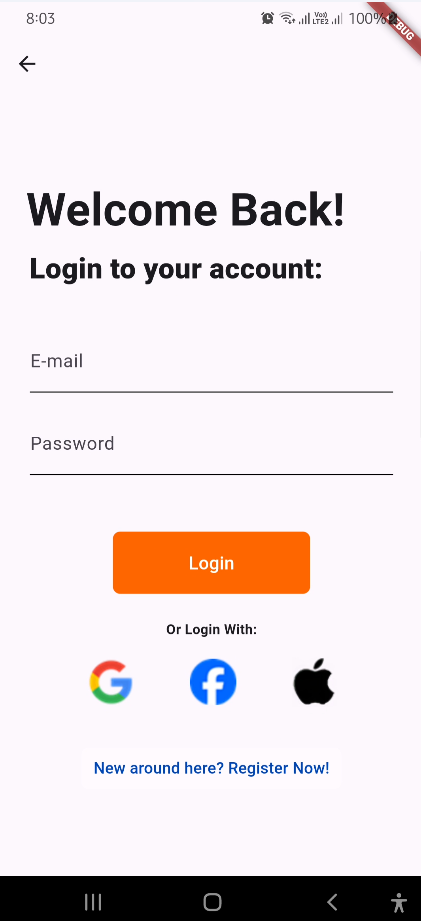 8:03
Vo)) LTE2 100%
BUG
Welcome Back!
Login to your account:
E-mail
Password
Login
Or Login With:
New around here? Register Now!